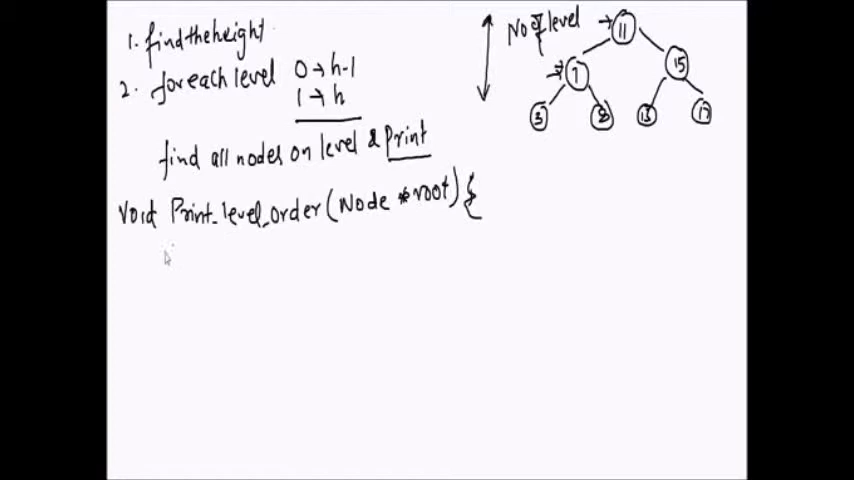 1. find the height
2. for each level 0→h-1
1→h
find all nodes on level & print
Void Print_level_order(Node *root) {
No of level
11
7
15
3
8
13
17